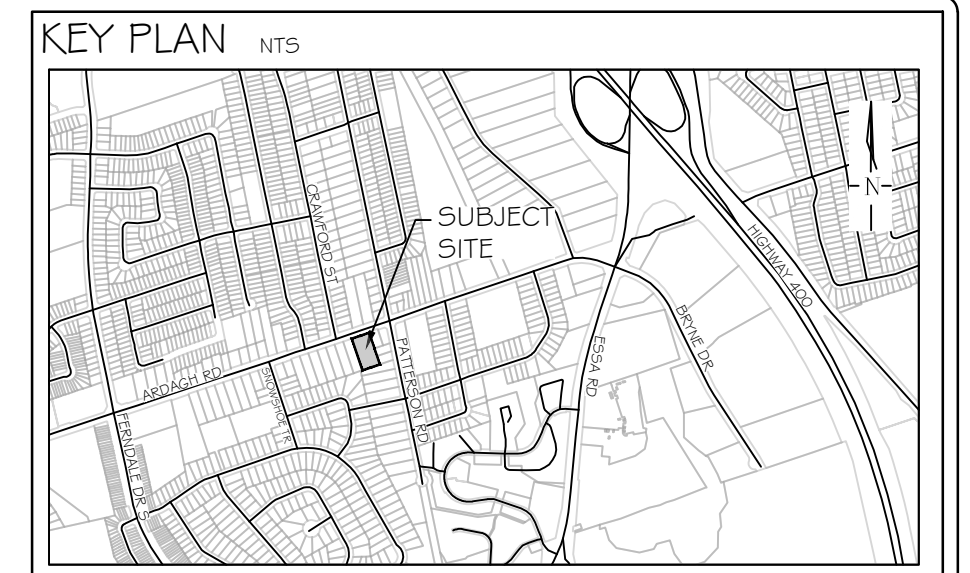 KEY PLAN NTS
CRAWFORD ST
SUBJECT
SITE
N
HIGHWAY 400
BRYNE DR
ESSA RD
PATTERSON RD
ARDAGH RD
SNOWSHOE TR
FERNDALE DR S